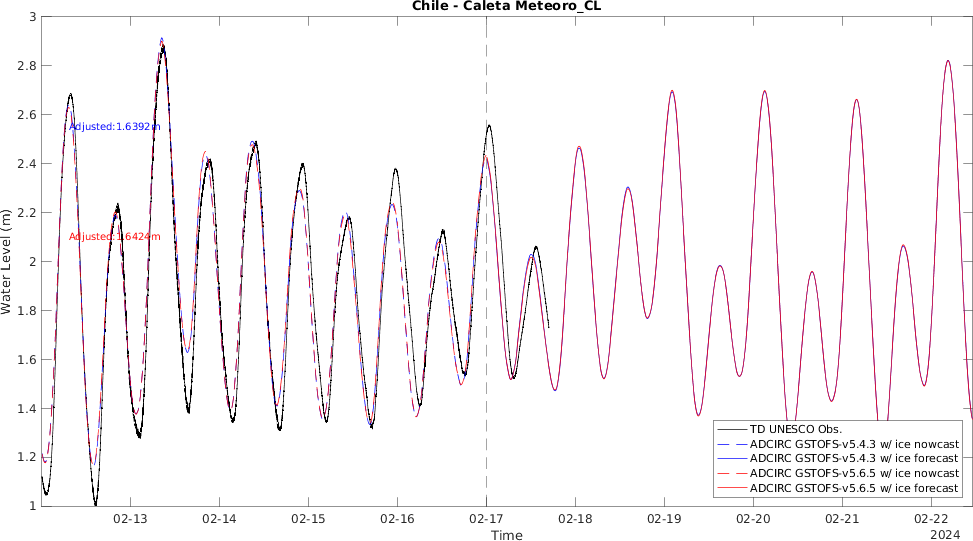 Chile - Caleta Meteoro_CL
3
2.8
2.6
2.4
2.2
2
1.8
1.6
1.4
1.2
1
Water Level (m)
Adjusted:1.6392m
Adjusted:1.6424m
TD UNESCO Obs.
ADCIRC GSTOFS-v5.4.3 w/ ice nowcast
ADCIRC GSTOFS-v5.4.3 w/ ice forecast
ADCIRC GSTOFS-v5.6.5 w/ ice nowcast
ADCIRC GSTOFS-v5.6.5 w/ ice forecast
02-13 02-14 02-15 02-16 02-17 02-18 02-19 02-20 02-21 02-22
2024
Time